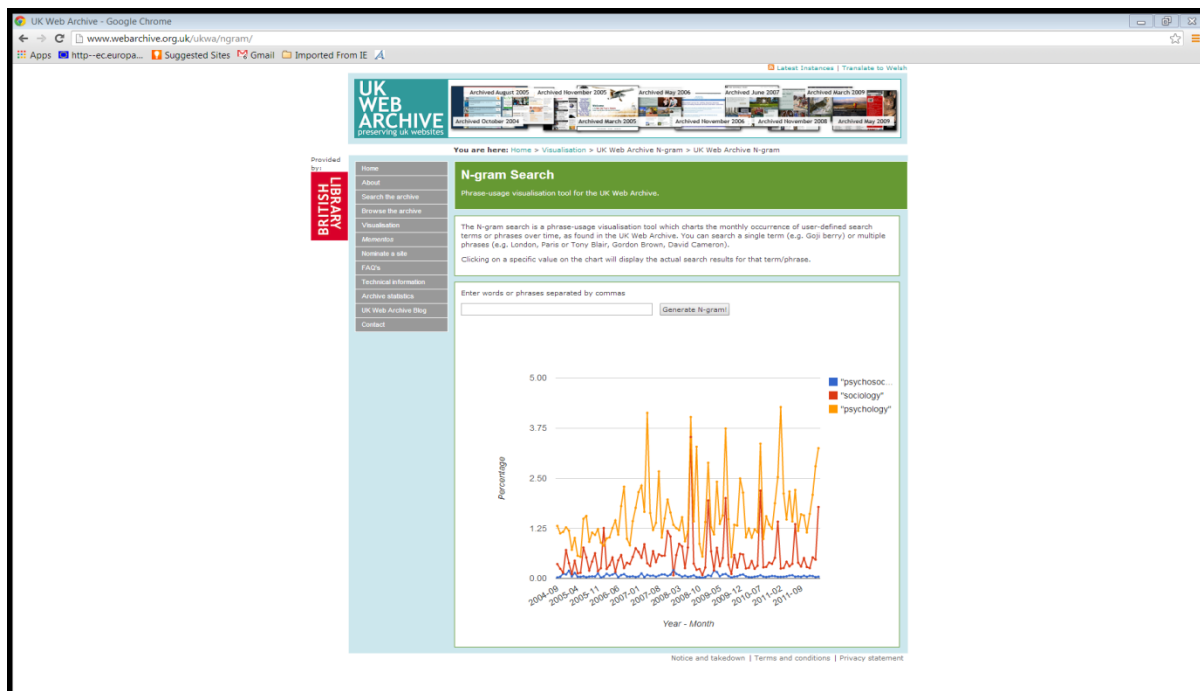 UK Web Archive - Google Chrome
www.webarchive.org.uk/ukwa/ngram/
Apps http--ec.europa... Suggested Sites Gmail Imported From IE
Latest Instances | Translate to Welsh
UK
WEB
ARCHIVE
preserving uk websites
Archived August 2005 Archived November 2005 Archived May 2006 Archived June 2007 Archived March 2009
Archived October 2004 Archived March 2005 Archived November 2006 Archived November 2008 Archived May 2009
You are here: Home > Visualisation > UK Web Archive N-gram > UK Web Archive N-gram
Provided
by:
BRITISH
LIBRARY
Home
About
Search the archive
Browse the archive
Visualisation
Mementos
Nominate a site
FAQ's
Technical information
Archive statistics
UK Web Archive Blog
Contact
N-gram Search
Phrase-usage visualisation tool for the UK Web Archive.
The N-gram search is a phrase-usage visualisation tool which charts the monthly occurrence of user-defined search
terms or phrases over time, as found in the UK Web Archive. You can search a single term (e.g. Goji berry) or multiple
phrases (e.g. London, Paris or Tony Blair, Gordon Brown, David Cameron).
Clicking on a specific value on the chart will display the actual search results for that term/phrase.
Enter words or phrases separated by commas
Generate N-gram!
5.00
3.75
2.50
1.25
0.00
Percentage
"psychosoc...
"sociology"
"psychology"
2004-09 2005-04 2005-11 2006-06 2007-01 2007-08 2008-03 2008-10 2009-05 2009-12 2010-07 2011-02 2011-09
Year - Month
Notice and takedown | Terms and conditions | Privacy statement